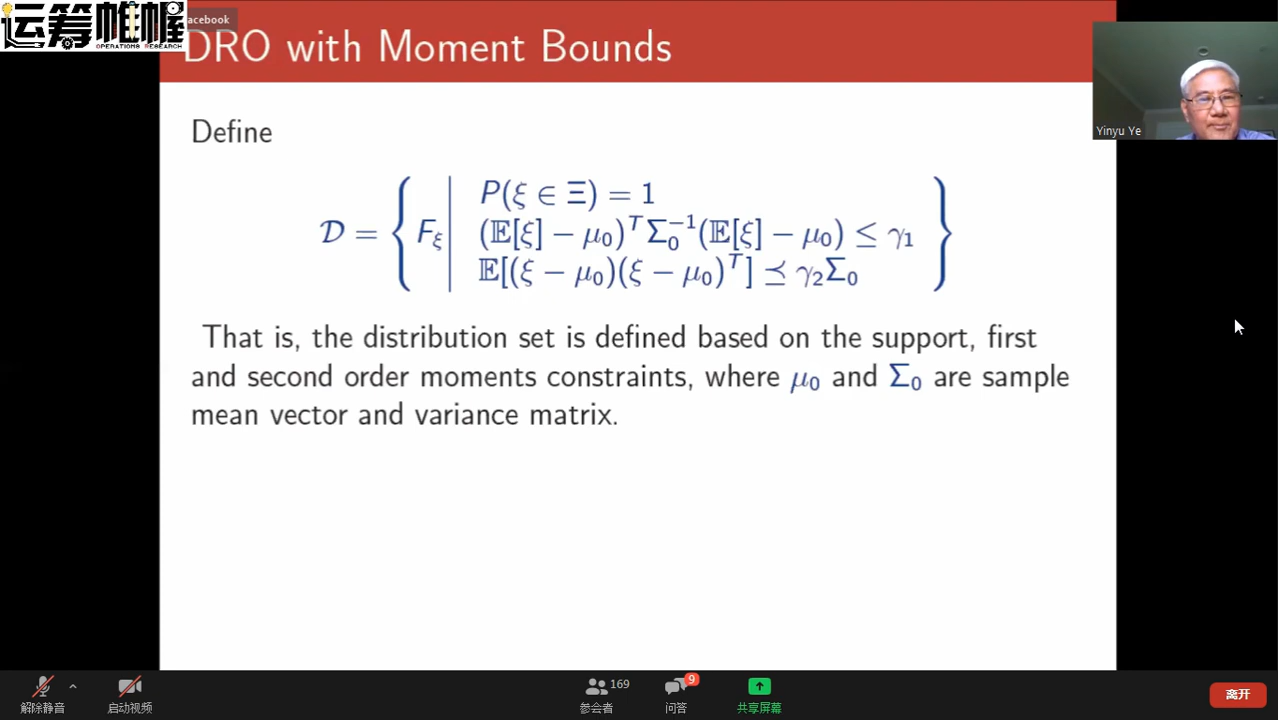 运筹帷幄
OPERATIONS RESEARCH
acebook
DRO with Moment Bounds
Yinyu Ye
Define
𝒟 = { F_ξ | P(ξ ∈ Ξ) = 1
(𝔼[ξ] − μ₀)ᵀ Σ₀⁻¹ (𝔼[ξ] − μ₀) ≤ γ₁
𝔼[(ξ − μ₀)(ξ − μ₀)ᵀ] ⪯ γ₂Σ₀ }
That is, the distribution set is defined based on the support, first
and second order moments constraints, where μ₀ and Σ₀ are sample
mean vector and variance matrix.
解除静音
启动视频
169
参会者
9
问答
共享屏幕
离开